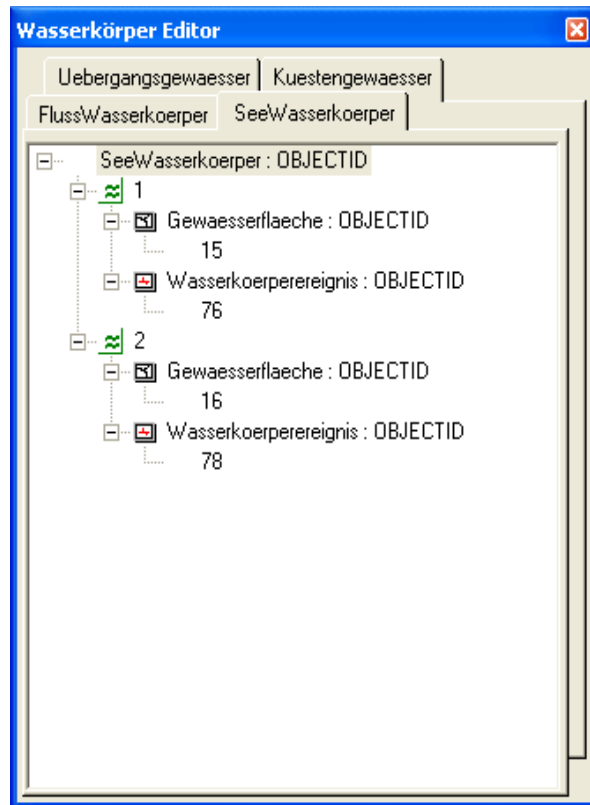 Wasserkörper Editor
Uebergangsgewaesser Kuestengewaesser
FlussWasserkoerper SeeWasserkoerper
SeeWasserkoerper : OBJECTID
1
Gewaesserflaeche : OBJECTID
15
Wasserkoerperereignis : OBJECTID
76
2
Gewaesserflaeche : OBJECTID
16
Wasserkoerperereignis : OBJECTID
78